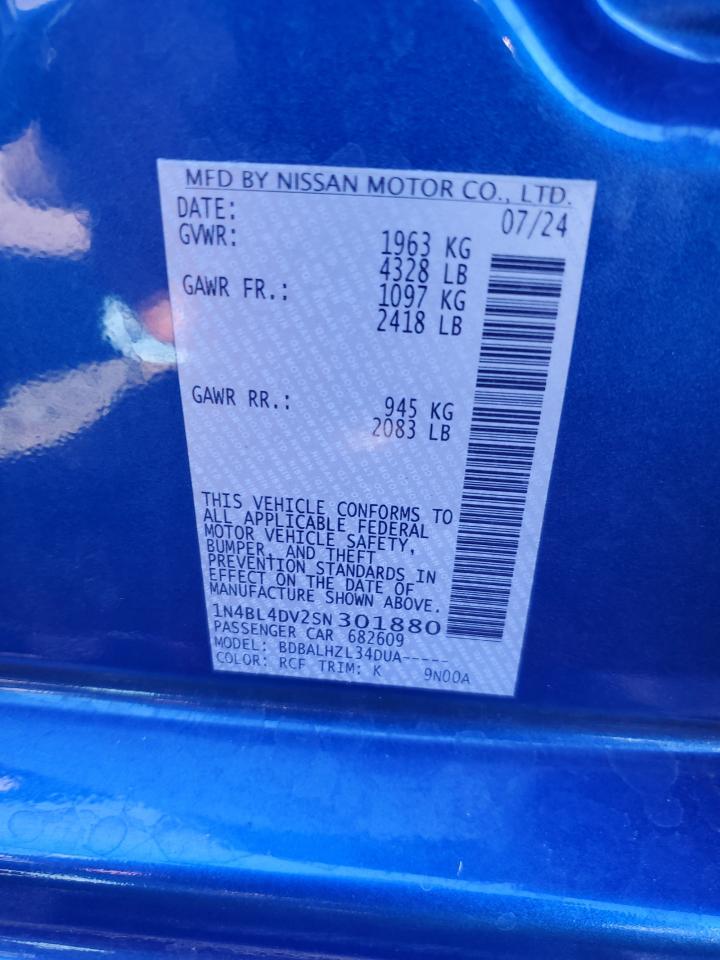 MFD BY NISSAN MOTOR CO., LTD.
DATE: 07/24
GVWR: 1963 KG
4328 LB
GAWR FR.: 1097 KG
2418 LB
GAWR RR.: 945 KG
2083 LB
THIS VEHICLE CONFORMS TO
ALL APPLICABLE FEDERAL
MOTOR VEHICLE SAFETY,
BUMPER, AND THEFT
PREVENTION STANDARDS IN
EFFECT ON THE DATE OF
MANUFACTURE SHOWN ABOVE.
1N4BL4DV2SN301880
PASSENGER CAR 682609
MODEL: BDBALHZL34DUA-----
COLOR: RCF TRIM: K 9N00A